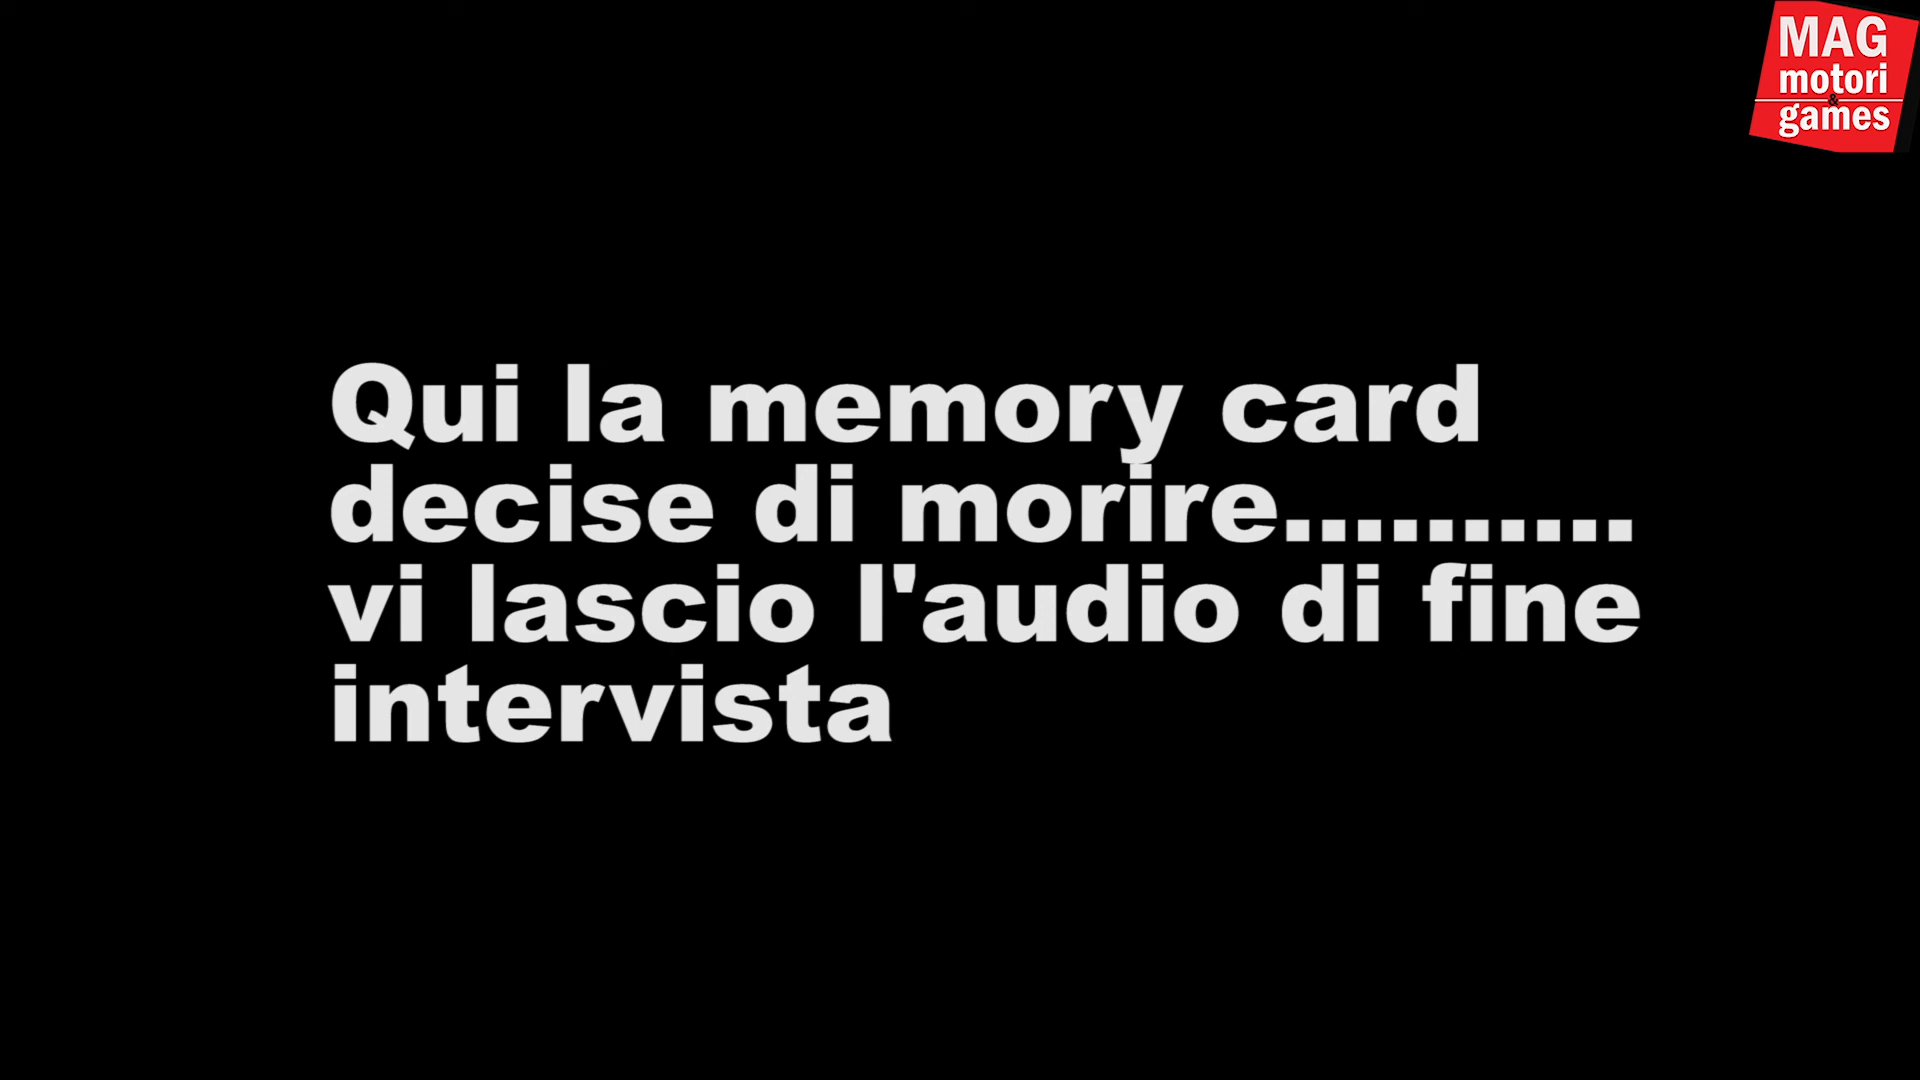 MAG
motori
&
games
Qui la memory card
decise di morire..........
vi lascio l'audio di fine
intervista